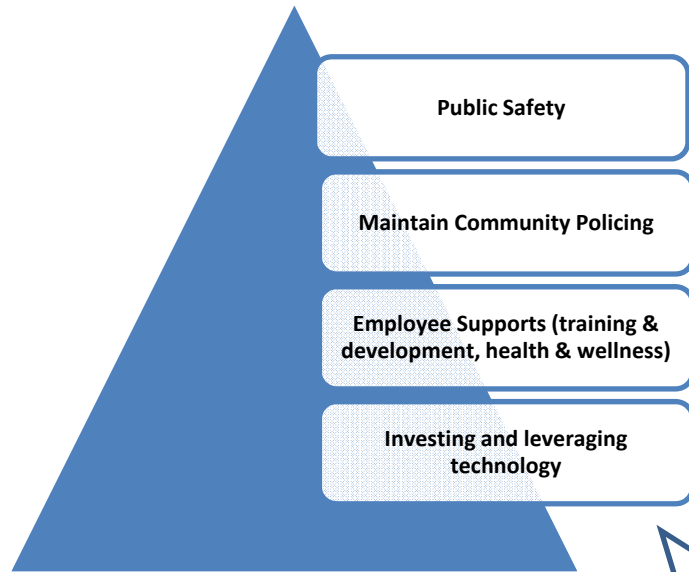 Public Safety
Maintain Community Policing
Employee Supports (training &
development, health & wellness)
Investing and leveraging
technology